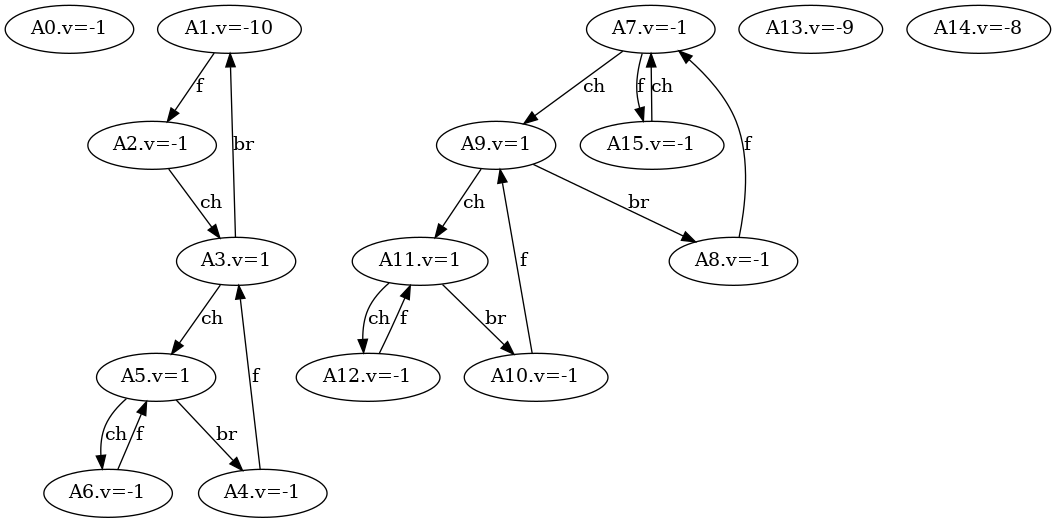 A0.v=-1 A1.v=-10 A7.v=-1 A13.v=-9 A14.v=-8
f ch f ch
A2.v=-1 A9.v=1 A15.v=-1 br f
ch ch br
A3.v=1 A11.v=1 f A8.v=-1
ch ch f br
A5.v=1 f A12.v=-1 A10.v=-1
ch f br
A6.v=-1 A4.v=-1